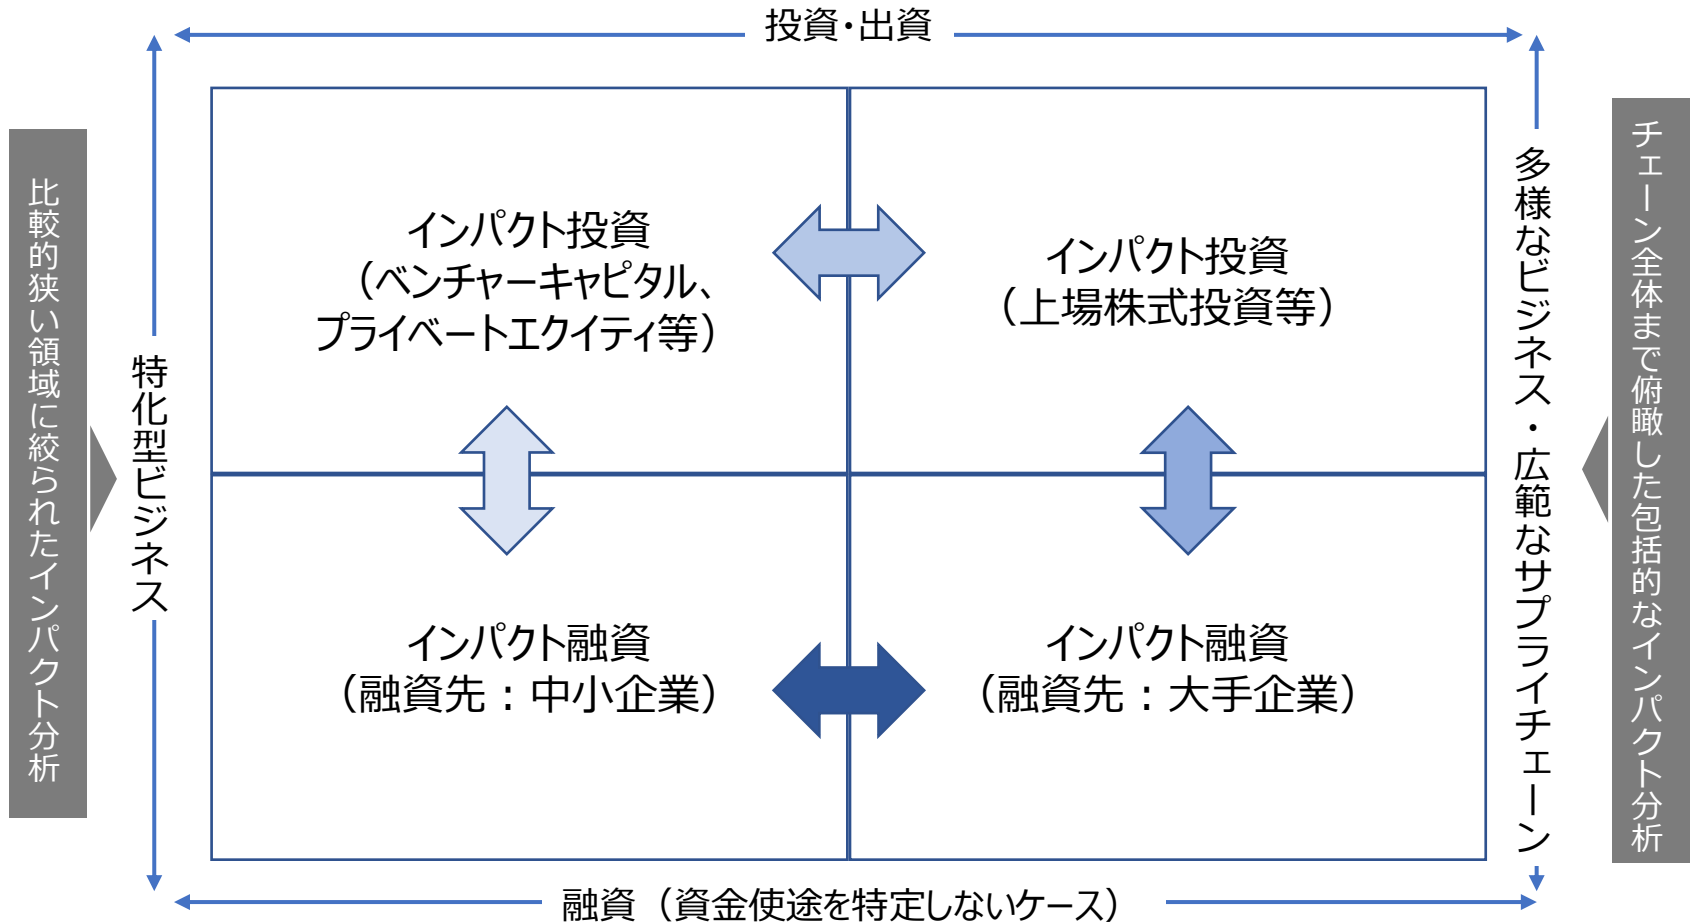 投資・出資
比較的狭い領域に絞られたインパクト分析
特化型ビジネス
インパクト投資
（ベンチャーキャピタル、
プライベートエクイティ等）
インパクト投資
（上場株式投資等）
インパクト融資
（融資先：中小企業）
インパクト融資
（融資先：大手企業）
多様なビジネス・広範なサプライチェーン
チェーン全体まで俯瞰した包括的なインパクト分析
融資（資金使途を特定しないケース）